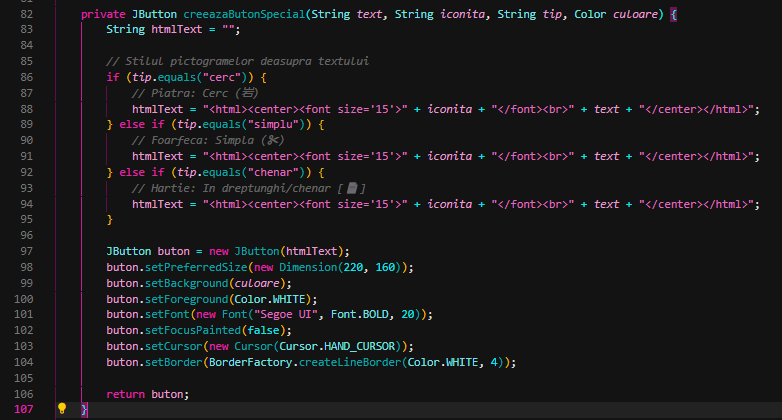 82 private JButton creeazaButonSpecial(String text, String iconita, String tip, Color culoare) {
83 String htmlText = "";
84
85 // Stilul pictogramelor deasupra textului
86 if (tip.equals("cerc")) {
87 // Piatra: Cerc (岩)
88 htmlText = "<html><center><font size='15'>" + iconita + "</font><br>" + text + "</center></html>";
89 } else if (tip.equals("simplu")) {
90 // Foarfeca: Simpla (✂)
91 htmlText = "<html><center><font size='15'>" + iconita + "</font><br>" + text + "</center></html>";
92 } else if (tip.equals("chenar")) {
93 // Hartie: In dreptunghi/chenar [ ]
94 htmlText = "<html><center><font size='15'>" + iconita + "</font><br>" + text + "</center></html>";
95 }
96
97 JButton buton = new JButton(htmlText);
98 buton.setPreferredSize(new Dimension(220, 160));
99 buton.setBackground(culoare);
100 buton.setForeground(Color.WHITE);
101 buton.setFont(new Font("Segoe UI", Font.BOLD, 20));
102 buton.setFocusPainted(false);
103 buton.setCursor(new Cursor(Cursor.HAND_CURSOR));
104 buton.setBorder(BorderFactory.createLineBorder(Color.WHITE, 4));
105
106 return buton;
107 }